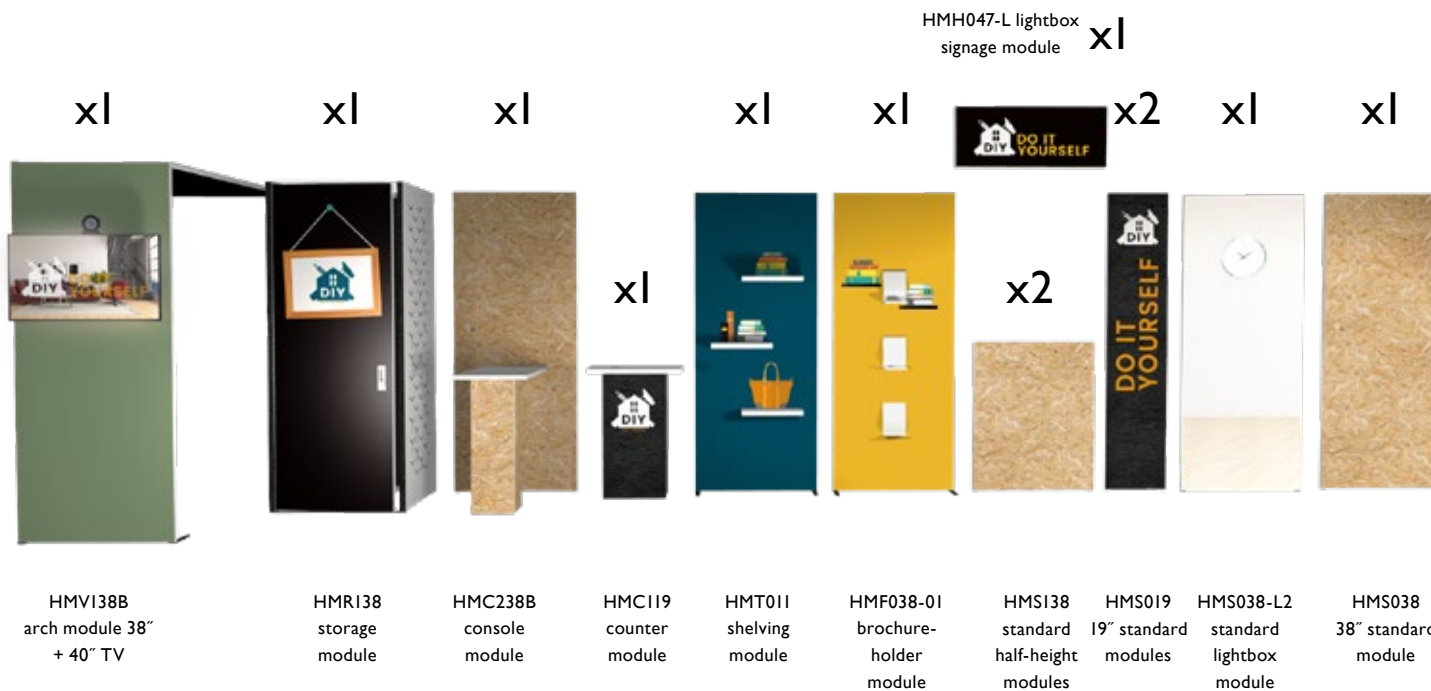 HMH047-L lightbox
signage module
x1
x1
x1
x1
x1
x1
x2
x1
x1
DIY
DO IT
YOURSELF
DIY
DO IT
YOURSELF
DIY
x1
DIY
x2
DIY
DO IT
YOURSELF
HMV138B
arch module 38″
+ 40″ TV
HMR138
storage
module
HMC238B
console
module
HMC119
counter
module
HMT011
shelving
module
HMF038-01
brochure-
holder
module
HMS138
standard
half-height
modules
HMS019
19″ standard
modules
HMS038-L2
standard
lightbox
module
HMS038
38″ standard
module